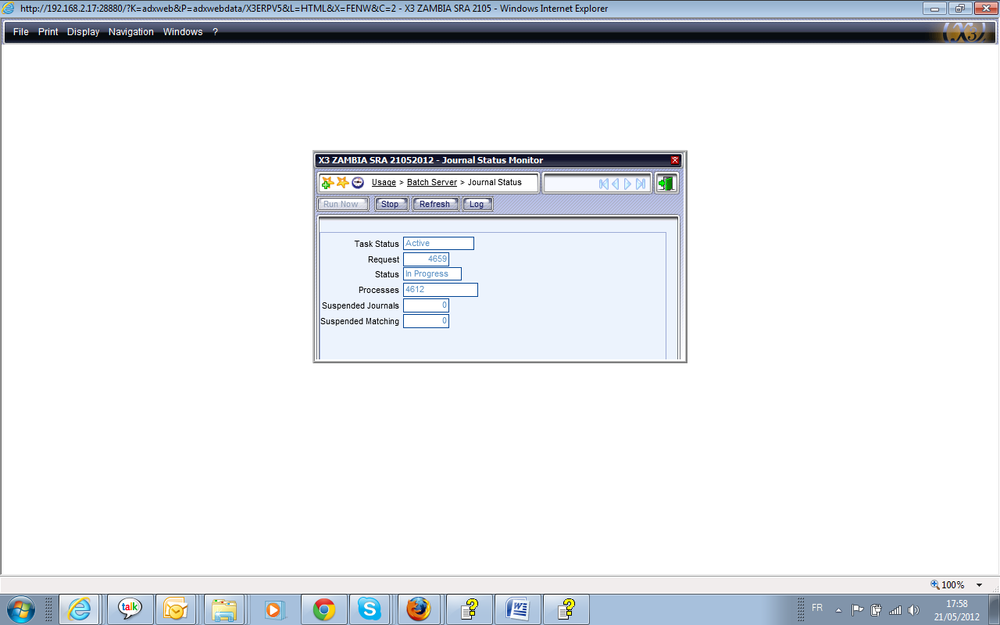 http://192.168.2.17:28880/?K=adxweb&P=adxwebdata/X3ERPV5&L=HTML&X=FENW&C=2 - X3 ZAMBIA SRA 2105 - Windows Internet Explorer
File Print Display Navigation Windows ?
X3
X3 ZAMBIA SRA 21052012 - Journal Status Monitor
Usage > Batch Server > Journal Status
Run Now Stop Refresh Log
Task Status Active
Request 4659
Status In Progress
Processes 4612
Suspended Journals 0
Suspended Matching 0
100%
talk
FR
17:58
21/05/2012